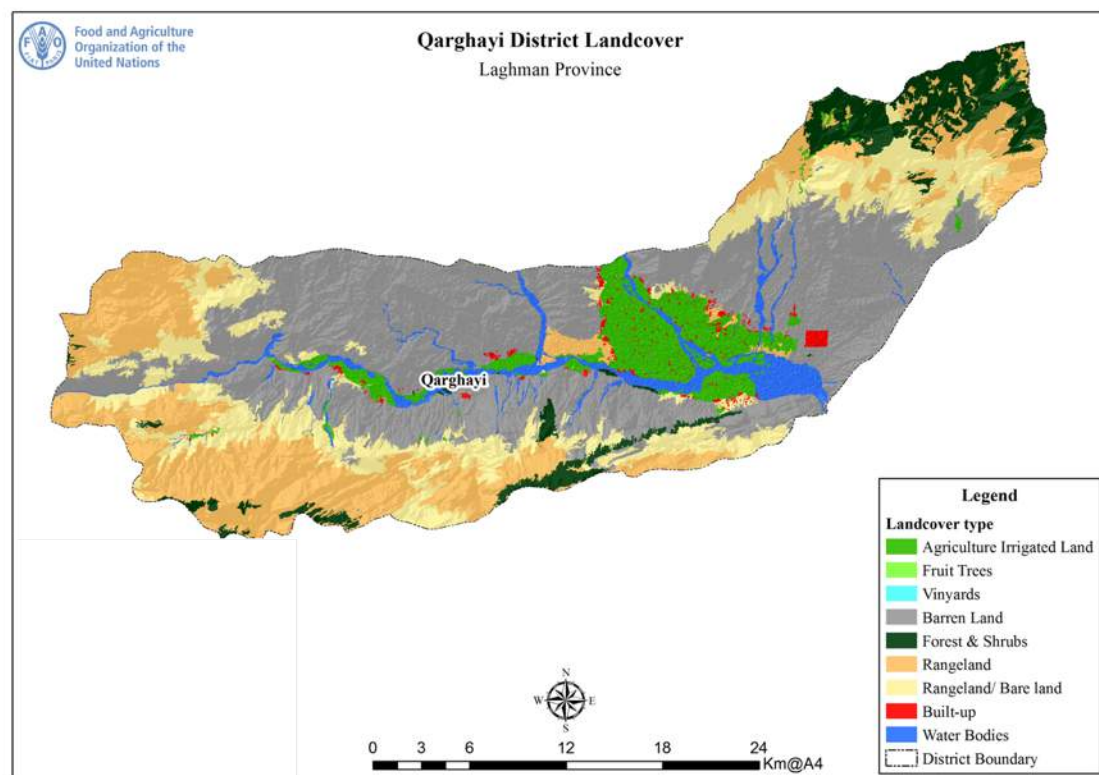 Food and Agriculture
Organization of the
United Nations
F A O
FIAT PANIS
Qarghayi District Landcover
Laghman Province
Qarghayi
Legend
Landcover type
Agriculture Irrigated Land
Fruit Trees
Vinyards
Barren Land
Forest & Shrubs
Rangeland
Rangeland/ Bare land
Built-up
Water Bodies
District Boundary
N
W E
S
0 3 6 12 18 24
Km@A4